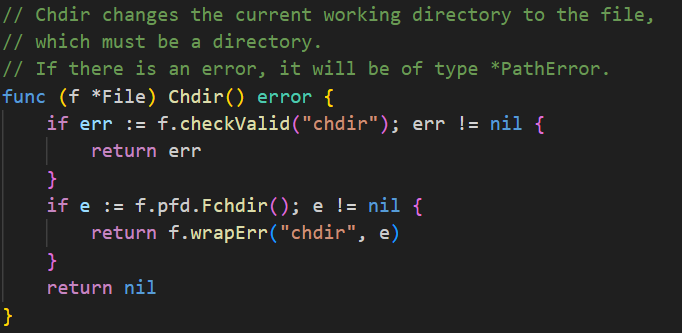 // Chdir changes the current working directory to the file,
// which must be a directory.
// If there is an error, it will be of type *PathError.
func (f *File) Chdir() error {
    if err := f.checkValid("chdir"); err != nil {
        return err
    }
    if e := f.pfd.Fchdir(); e != nil {
        return f.wrapErr("chdir", e)
    }
    return nil
}